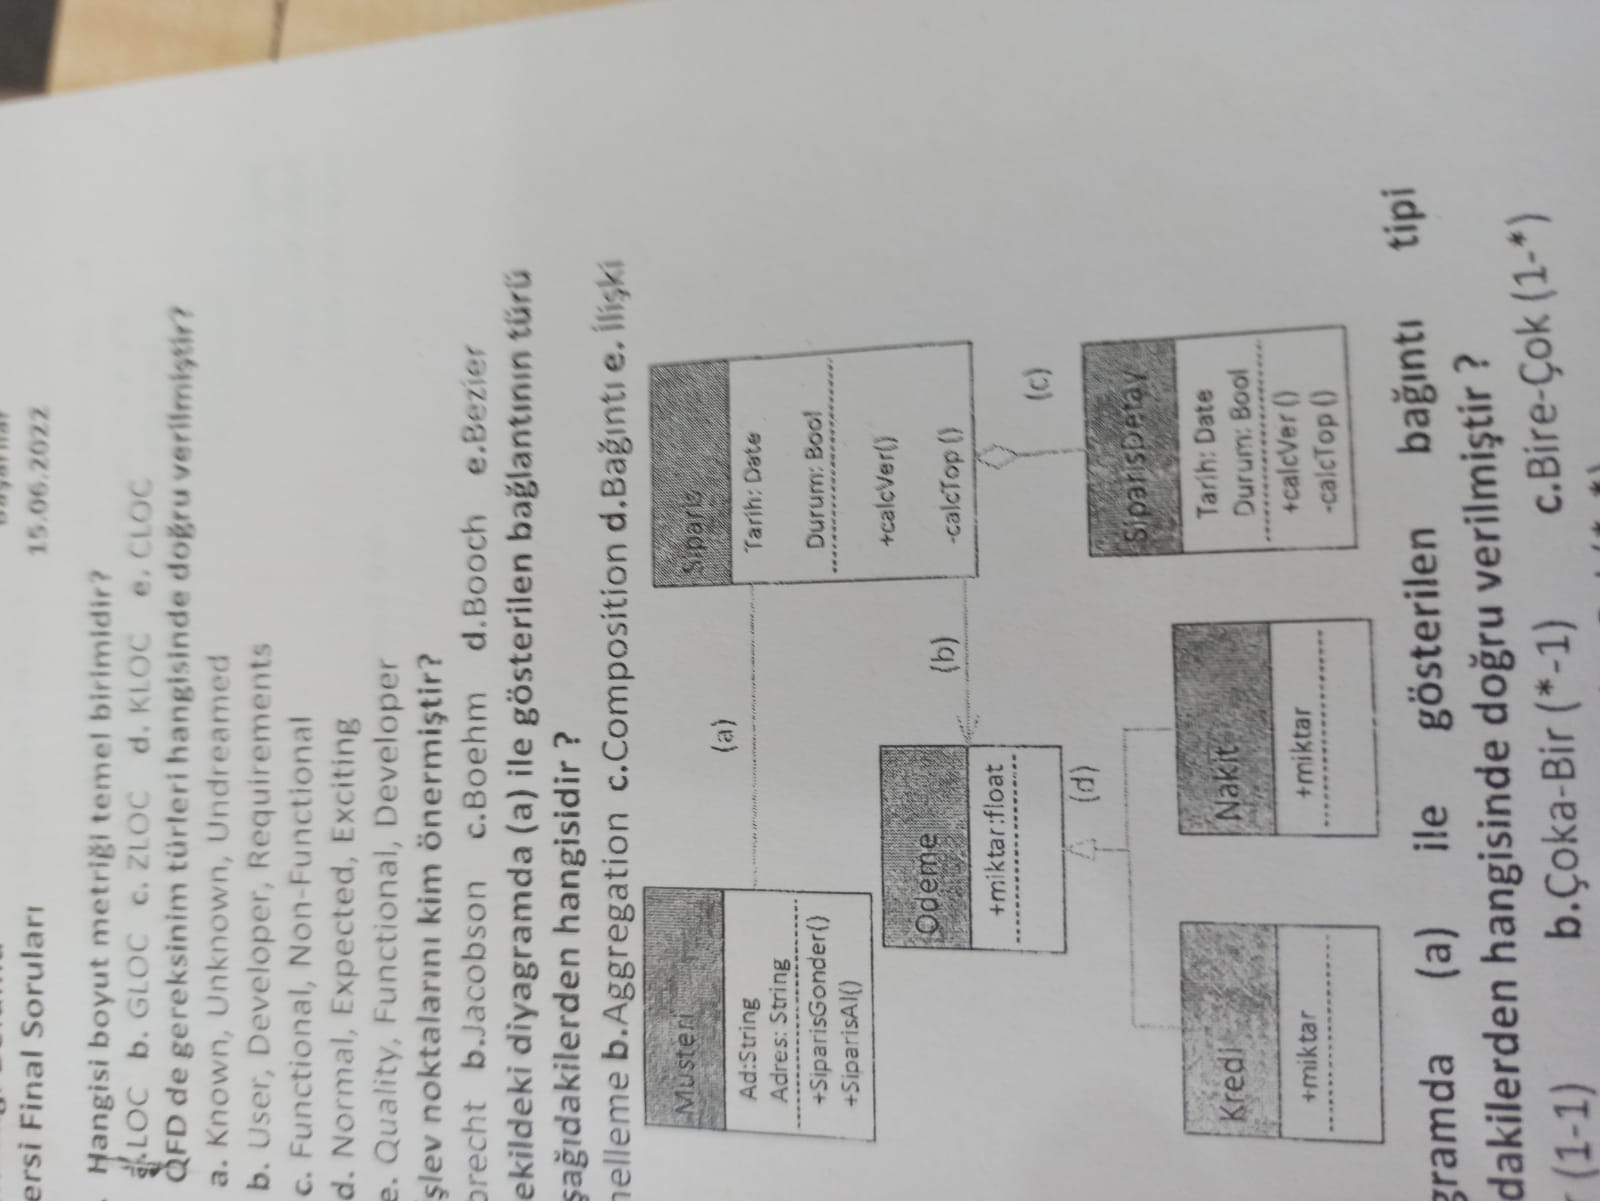 ersi Final Soruları
15.06.2022
Hangisi boyut metriği temel birimidir?
LOC b. GLOC c. ZLOC d. KLOC e. CLOC
QFD de gereksinim türleri hangisinde doğru verilmiştir?
a. Known, Unknown, Undreamed
b. User, Developer, Requirements
c. Functional, Non-Functional
d. Normal, Expected, Exciting
e. Quality, Functional, Developer
şlev noktalarını kim önermiştir?
brecht b.Jacobson c.Boehm d.Booch e.Bezier
ekildeki diyagramda (a) ile gösterilen bağlantının türü
şağıdakilerden hangisidir ?
nelleme b.Aggregation c.Composition d.Bağıntı e. İlişki
Musteri
Ad:String
Adres: String
+SiparisGonder()
+SiparisAl()
(a)
Siparis
Tarih: Date
Durum: Bool
+calcVer()
-calcTop ()
Odeme
+miktar:float
(b)
(c)
(d)
SiparisDetay
Tarih: Date
Durum: Bool
+calcVer ()
-calcTop ()
Kredi
+miktar
Nakit
+miktar
gramda (a) ile gösterilen bağıntı tipi
dakilerden hangisinde doğru verilmiştir ?
r (1-1) b.Çoka-Bir (*-1) c.Bire-Çok (1-*)